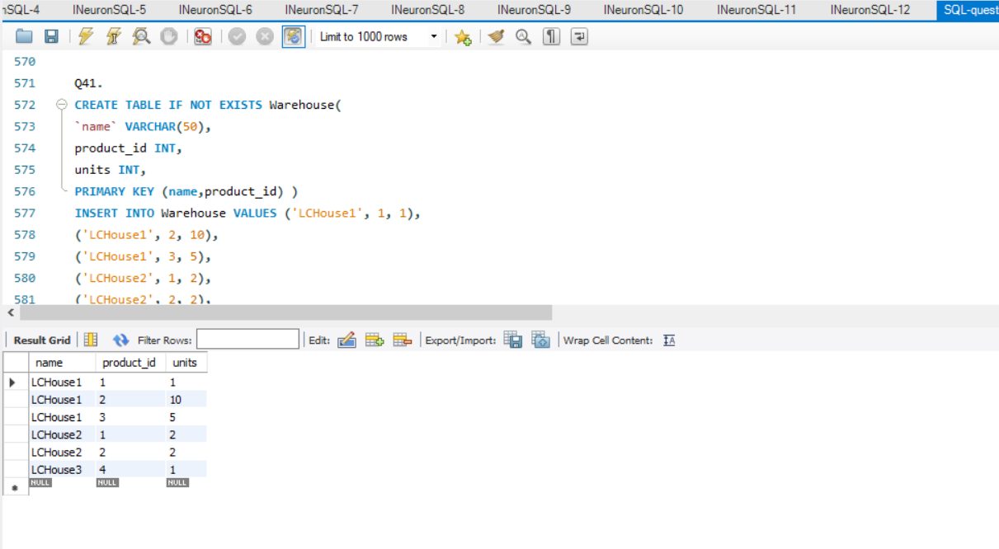 nSQL-4 INeuronSQL-5 INeuronSQL-6 INeuronSQL-7 INeuronSQL-8 INeuronSQL-9 INeuronSQL-10 INeuronSQL-11 INeuronSQL-12 SQL-quest
Limit to 1000 rows
570
571 Q41.
572 CREATE TABLE IF NOT EXISTS Warehouse(
573 `name` VARCHAR(50),
574 product_id INT,
575 units INT,
576 PRIMARY KEY (name,product_id) )
577 INSERT INTO Warehouse VALUES ('LCHouse1', 1, 1),
578 ('LCHouse1', 2, 10),
579 ('LCHouse1', 3, 5),
580 ('LCHouse2', 1, 2),
581 ('LCHouse2', 2, 2),
Result Grid Filter Rows: Edit: Export/Import: Wrap Cell Content: IA
name product_id units
LCHouse1 1 1
LCHouse1 2 10
LCHouse1 3 5
LCHouse2 1 2
LCHouse2 2 2
LCHouse3 4 1
NULL NULL NULL